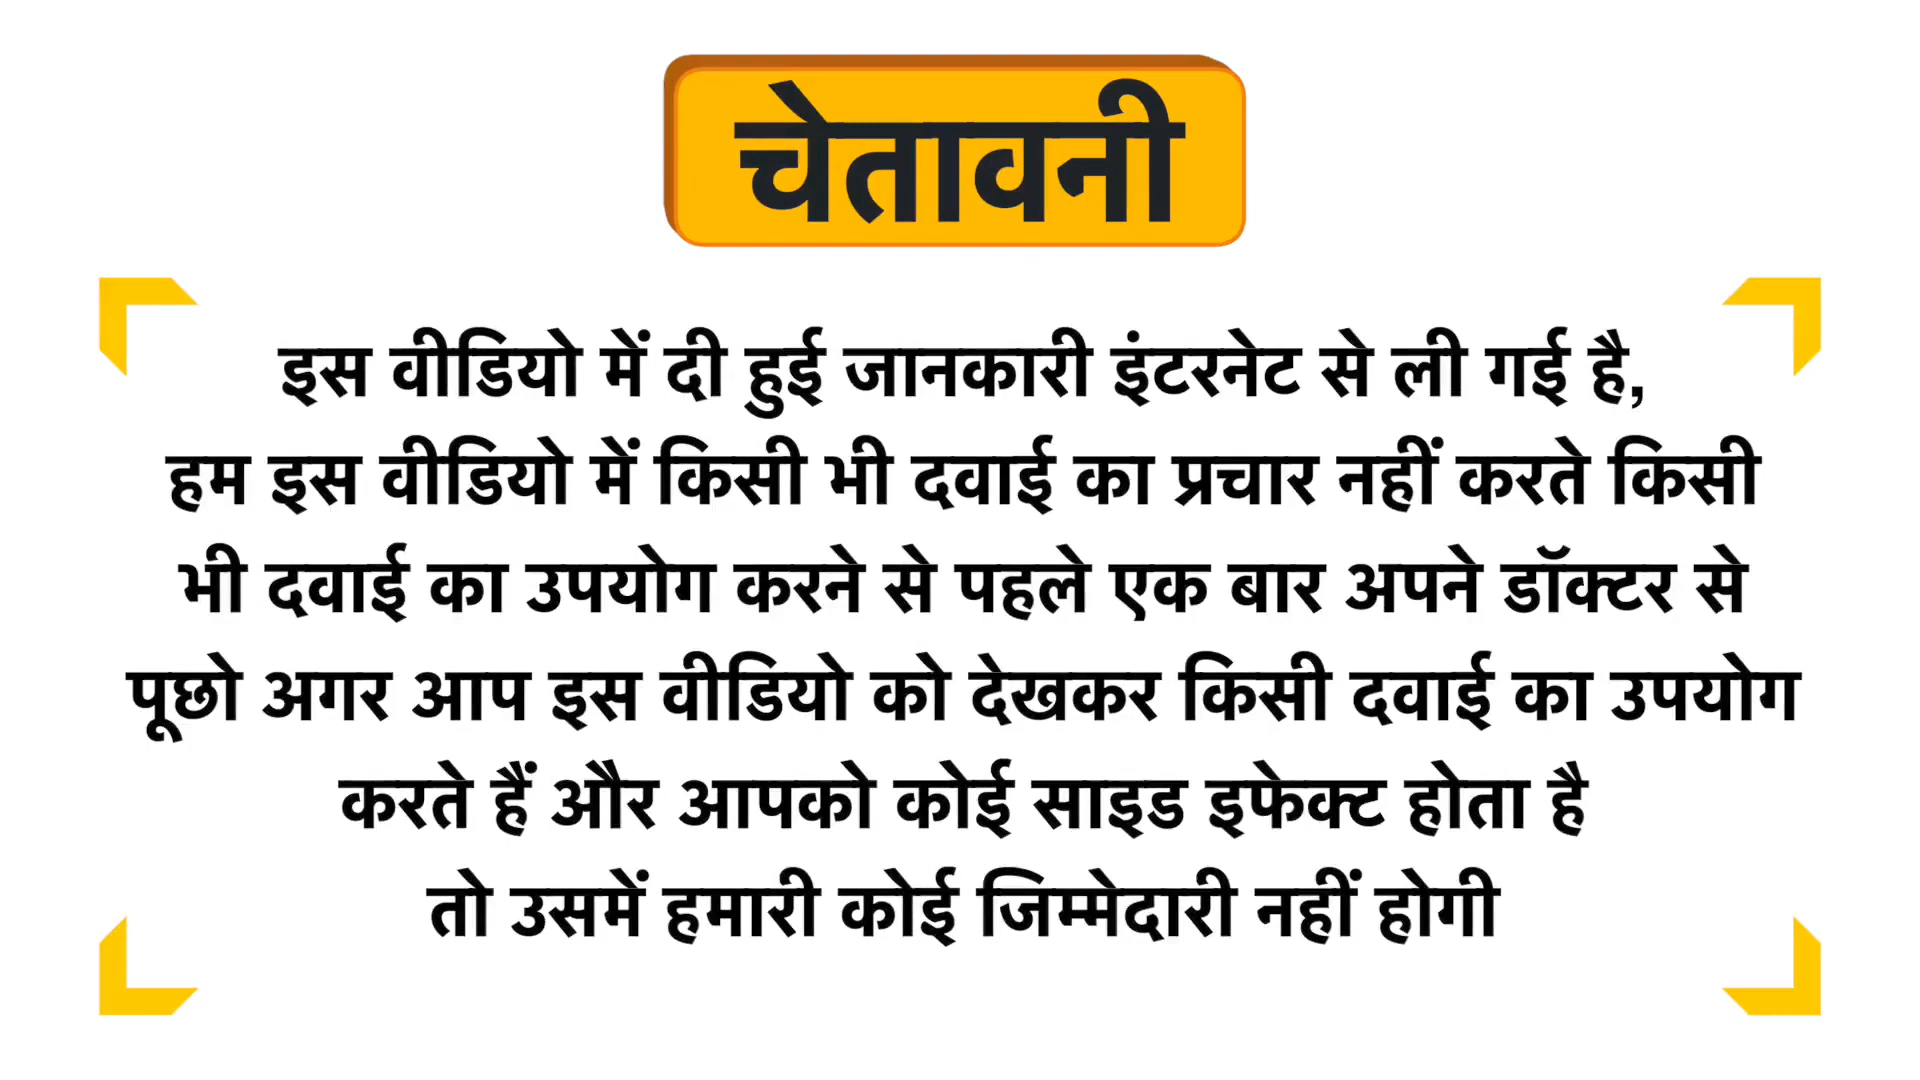 चेतावनी
इस वीडियो में दी हुई जानकारी इंटरनेट से ली गई है,
हम इस वीडियो में किसी भी दवाई का प्रचार नहीं करते किसी
भी दवाई का उपयोग करने से पहले एक बार अपने डॉक्टर से
पूछो अगर आप इस वीडियो को देखकर किसी दवाई का उपयोग
करते हैं और आपको कोई साइड इफेक्ट होता है
तो उसमें हमारी कोई जिम्मेदारी नहीं होगी